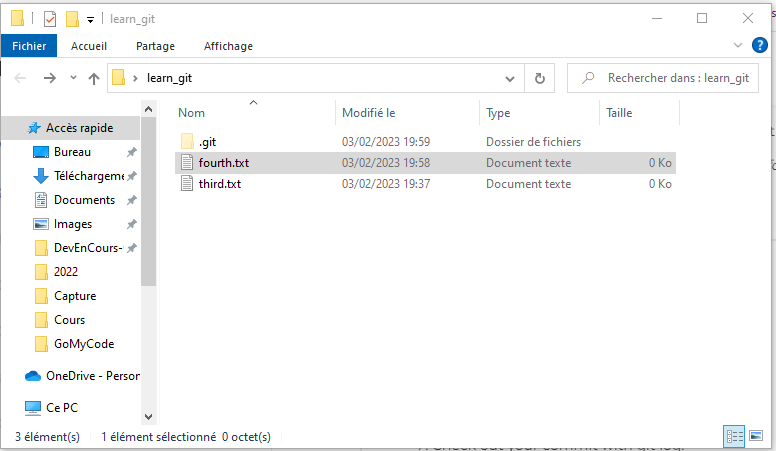 learn_git
Fichier Accueil Partage Affichage
learn_git
Rechercher dans : learn_git
Nom Modifié le Type Taille
Accès rapide
Bureau
Téléchargeme
Documents
Images
DevEnCours-
2022
Capture
Cours
GoMyCode
OneDrive - Person
Ce PC
.git 03/02/2023 19:59 Dossier de fichiers
fourth.txt 03/02/2023 19:58 Document texte 0 Ko
third.txt 03/02/2023 19:37 Document texte 0 Ko
3 élément(s) 1 élément sélectionné 0 octet(s)